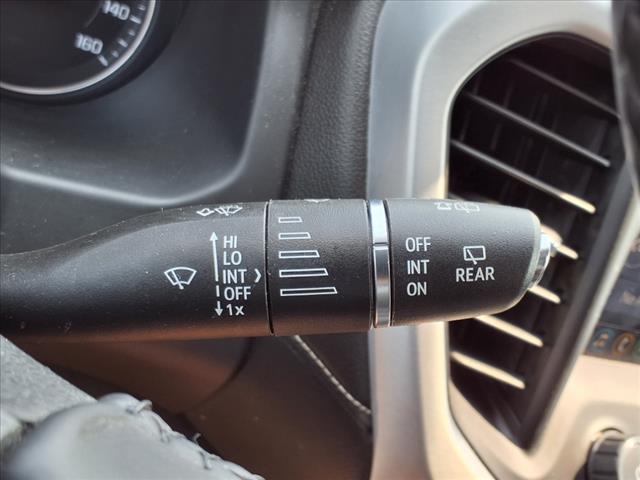 140
160
HI
LO
INT
OFF
1x
OFF
INT
ON
REAR